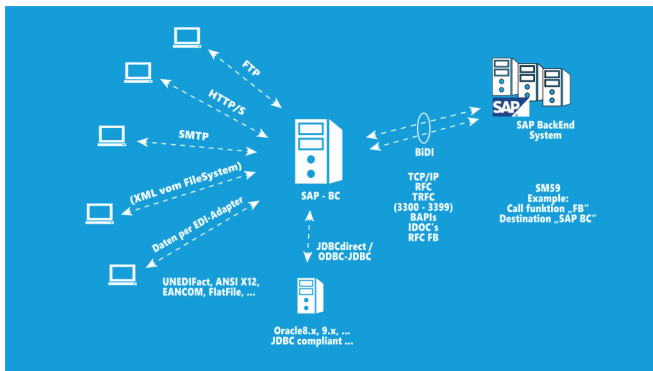 FTP
HTTP/S
SMTP
(XML vom FileSystem)
Daten per EDI-Adapter
UNEDIFact, ANSI X12,
EANCOM, FlatFile, ...
SAP - BC
JDBCdirect /
ODBC-JDBC
Oracle8.x, 9.x, ...
JDBC compliant ...
BiDI
TCP/IP
RFC
TRFC
(3300 - 3399)
BAPIs
IDOC's
RFC FB
SAP
SAP BackEnd
System
SM59
Example:
Call funktion „FB"
Destination „SAP BC"